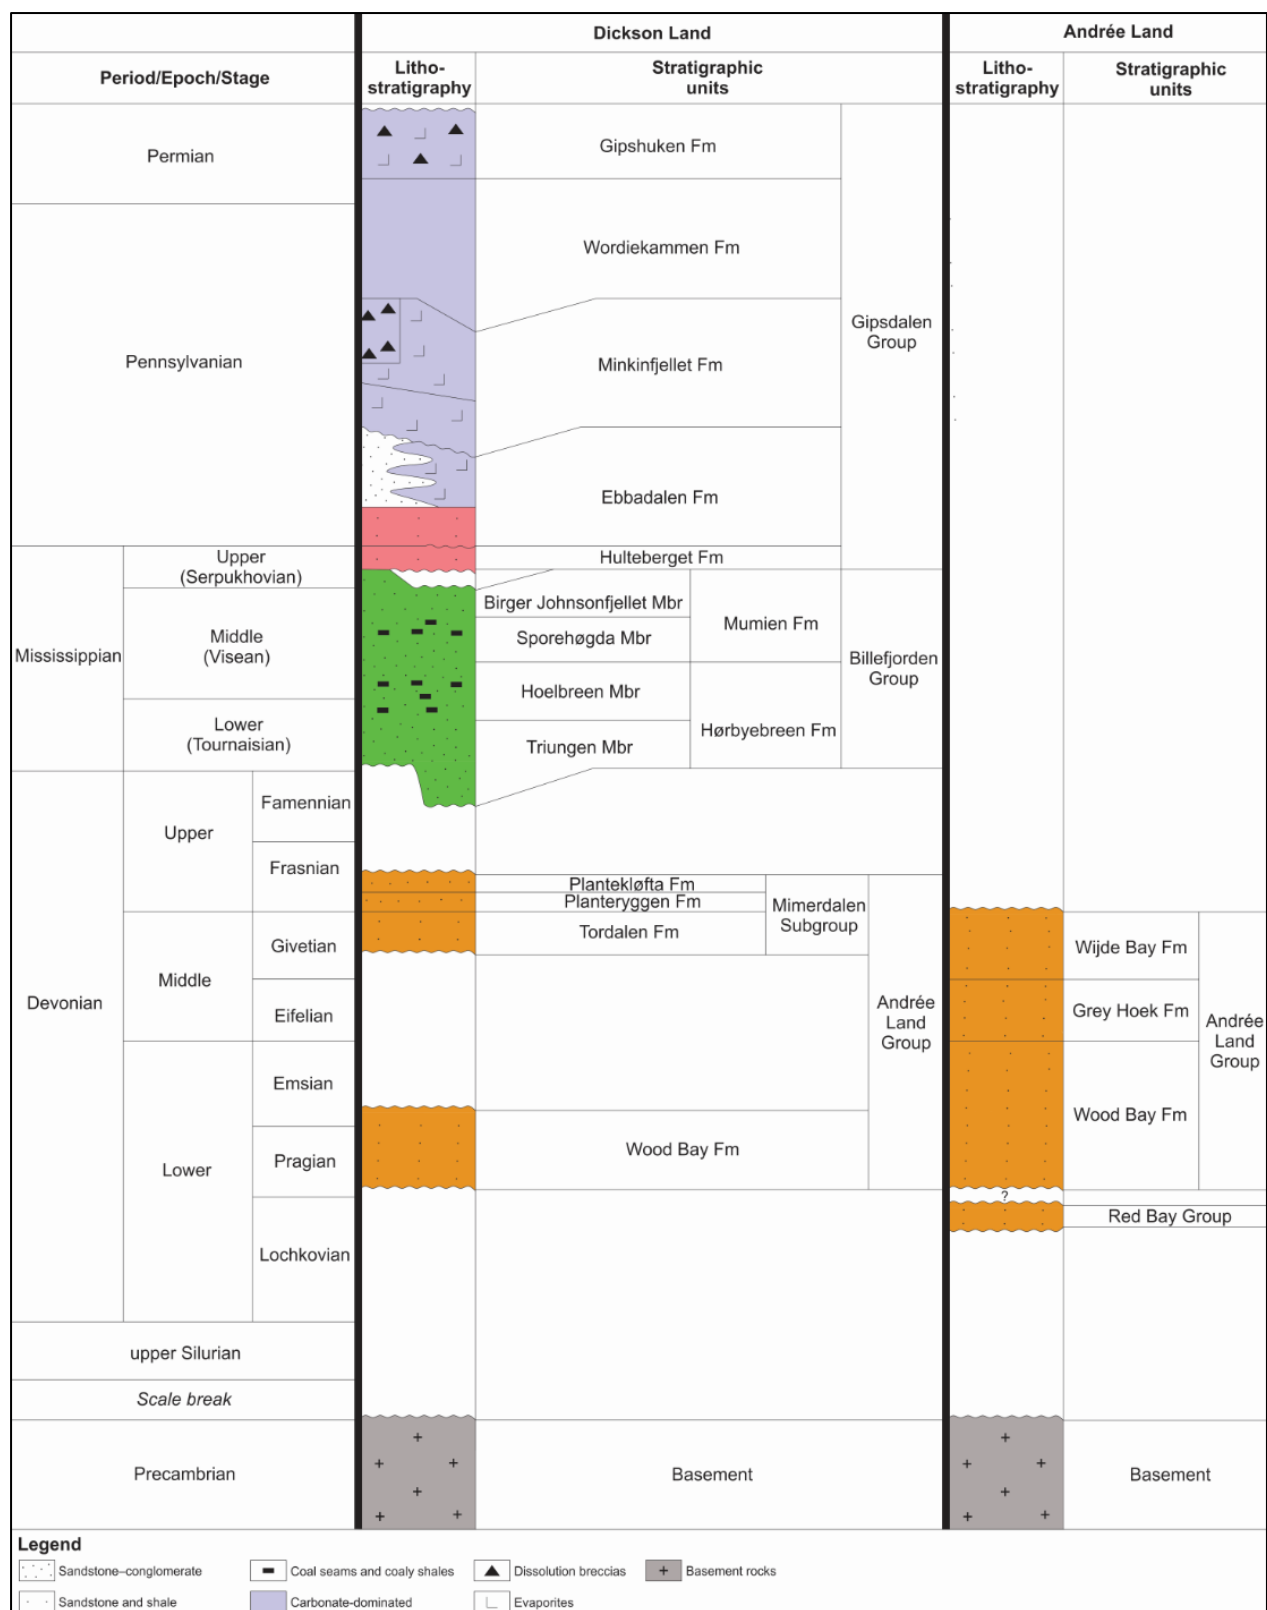 Dickson Land
Andrée Land
Period/Epoch/Stage
Litho-
stratigraphy
Stratigraphic
units
Litho-
stratigraphy
Stratigraphic
units
Permian
Gipshuken Fm
Wordiekammen Fm
Pennsylvanian
Minkinfjellet Fm
Gipsdalen
Group
Ebbadalen Fm
Mississippian
Upper
(Serpukhovian)
Hulteberget Fm
Middle
(Visean)
Birger Johnsonfjellet Mbr
Sporehøgda Mbr
Mumien Fm
Billefjorden
Group
Hoelbreen Mbr
Lower
(Tournaisian)
Triungen Mbr
Hørbyebreen Fm
Devonian
Upper
Famennian
Frasnian
Plantekløfta Fm
Planteryggen Fm
Mimerdalen
Subgroup
Middle
Givetian
Tordalen Fm
Wijde Bay Fm
Eifelian
Grey Hoek Fm
Andrée
Land
Group
Andrée
Land
Group
Lower
Emsian
Wood Bay Fm
Pragian
Wood Bay Fm
?
Red Bay Group
Lochkovian
upper Silurian
Scale break
Precambrian
Basement
Basement
Legend
Sandstone–conglomerate
Coal seams and coaly shales
Dissolution breccias
Basement rocks
Sandstone and shale
Carbonate-dominated
Evaporites